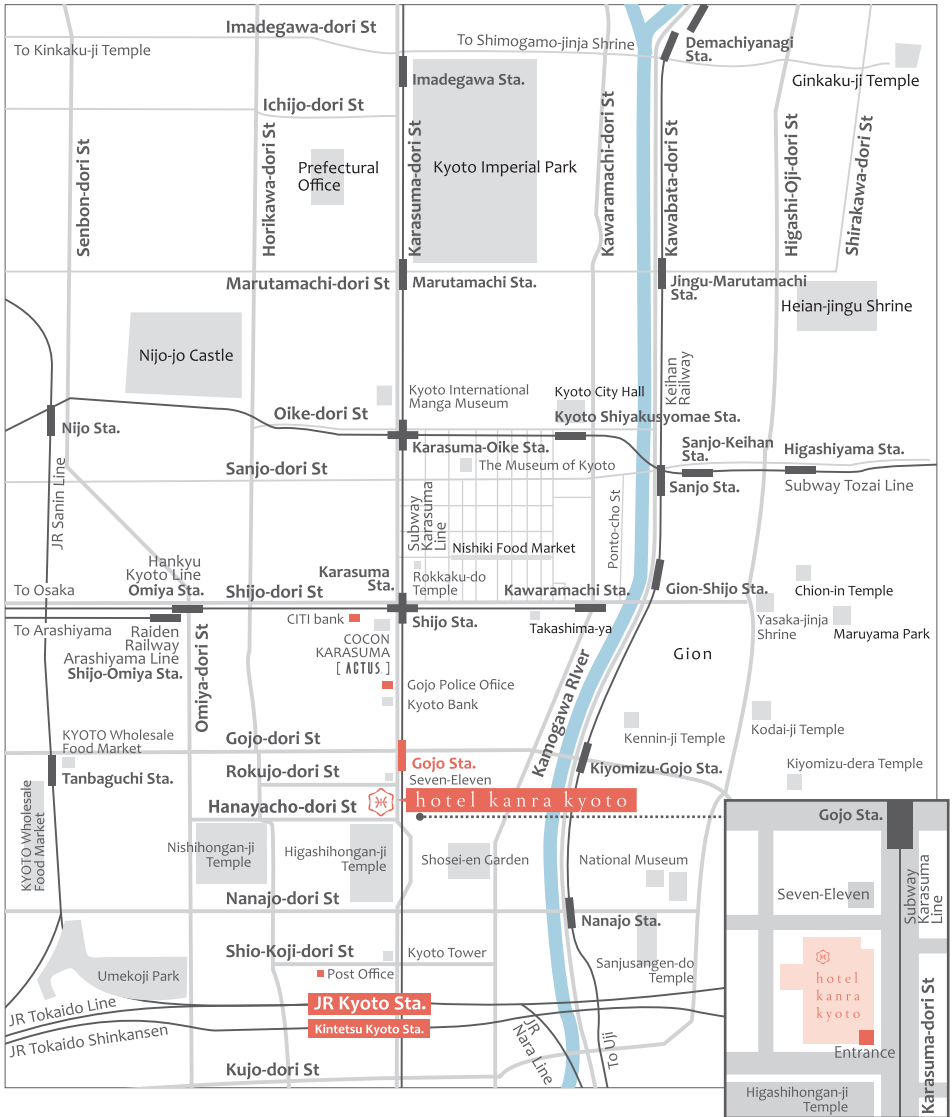 Imadegawa-dori St
To Kinkaku-ji Temple
To Shimogamo-jinja Shrine
Demachiyanagi
Sta.
Ginkaku-ji Temple
Imadegawa Sta.
Ichijo-dori St
Senbon-dori St
Horikawa-dori St
Prefectural
Office
Karasuma-dori St
Kyoto Imperial Park
Kawaramachi-dori St
Kawabata-dori St
Higashi-Oji-dori St
Shirakawa-dori St
Marutamachi-dori St
Marutamachi Sta.
Jingu-Marutamachi
Sta.
Heian-jingu Shrine
Nijo-jo Castle
Keihan
Railway
Kyoto International
Manga Museum
Kyoto City Hall
Oike-dori St
Kyoto Shiyakusyomae Sta.
Nijo Sta.
Karasuma-Oike Sta.
Sanjo-Keihan
Sta.
Higashiyama Sta.
Sanjo-dori St
The Museum of Kyoto
Sanjo Sta.
Subway Tozai Line
JR Sanin Line
Subway
Karasuma
Line
Ponto-cho St
Nishiki Food Market
Hankyu
Kyoto Line
Omiya Sta.
Karasuma
Sta.
Rokkaku-do
Temple
To Osaka
Shijo-dori St
Kawaramachi Sta.
Gion-Shijo Sta.
Chion-in Temple
CITI bank
Shijo Sta.
Takashima-ya
Yasaka-jinja
Shrine
Maruyama Park
To Arashiyama
Raiden
Railway
Arashiyama Line
Shijo-Omiya Sta.
Omiya-dori St
COCON
KARASUMA
[ ACTUS ]
Gion
Gojo Police Office
Kyoto Bank
Kamogawa River
Kodai-ji Temple
KYOTO Wholesale
Food Market
Gojo-dori St
Kennin-ji Temple
Tanbaguchi Sta.
Rokujo-dori St
Gojo Sta.
Seven-Eleven
Kiyomizu-Gojo Sta.
Kiyomizu-dera Temple
KYOTO Wholesale
Food Market
Hanayacho-dori St
hotel kanra kyoto
Nishihongan-ji
Temple
Higashihongan-ji
Temple
Shosei-en Garden
National Museum
Nanajo-dori St
Nanajo Sta.
Shio-Koji-dori St
Kyoto Tower
Sanjusangen-do
Temple
Umekoji Park
Post Office
JR Tokaido Line
JR Kyoto Sta.
JR Tokaido Shinkansen
Kintetsu Kyoto Sta.
JR
Nara Line
To Uji
Kujo-dori St
Gojo Sta.
Seven-Eleven
Subway
Karasuma
Line
hotel
kanra
kyoto
Entrance
Karasuma-dori St
Higashihongan-ji
Temple